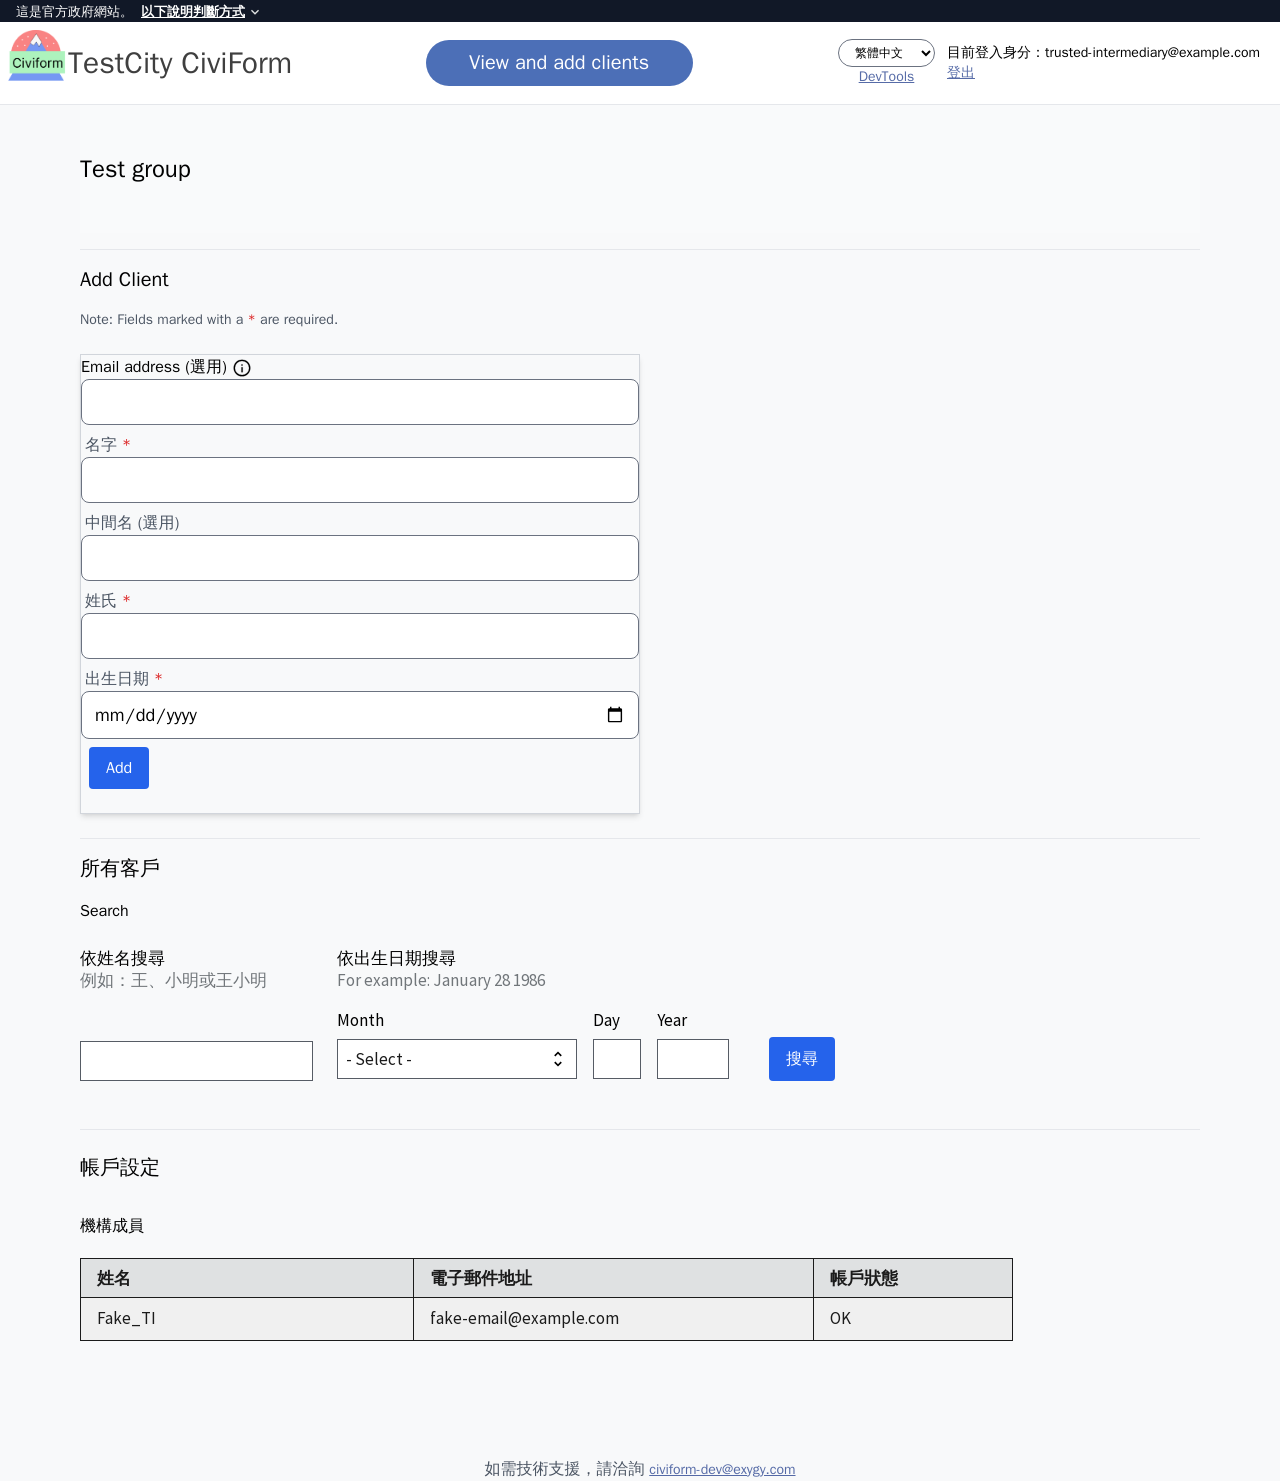 這是官方政府網站。 以下說明判斷方式
Civiform TestCity CiviForm
View and add clients
繁體中文
DevTools
目前登入身分：trusted-intermediary@example.com
登出
Test group
Add Client
Note: Fields marked with a * are required.
Email address (選用)
名字 *
中間名 (選用)
姓氏 *
出生日期 *
mm/dd/yyyy
Add
所有客戶
Search
依姓名搜尋
例如：王、小明或王小明
依出生日期搜尋
For example: January 28 1986
Month Day Year
- Select -
搜尋
帳戶設定
機構成員
姓名 電子郵件地址 帳戶狀態
Fake_TI fake-email@example.com OK
如需技術支援，請洽詢 civiform-dev@exygy.com